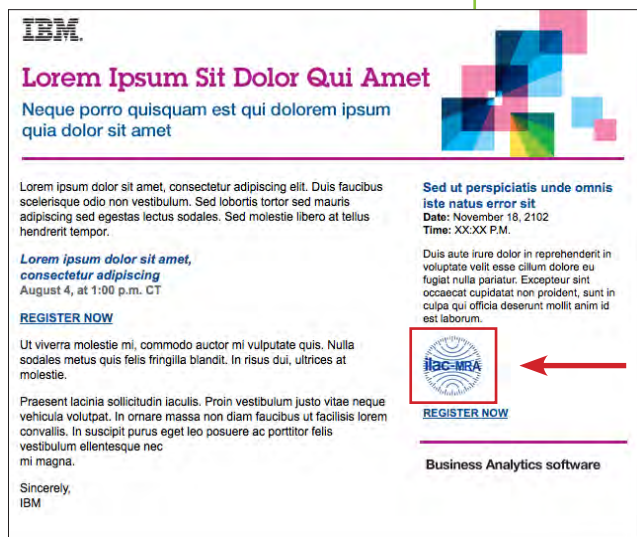 IBM.
Lorem Ipsum Sit Dolor Qui Amet
Neque porro quisquam est qui dolorem ipsum
quia dolor sit amet
Lorem ipsum dolor sit amet, consectetur adipiscing elit. Duis faucibus
scelerisque odio non vestibulum. Sed lobortis tortor sed mauris
adipiscing sed egestas lectus sodales. Sed molestie libero at tellus
hendrerit tempor.
Lorem ipsum dolor sit amet,
consectetur adipiscing
August 4, at 1:00 p.m. CT
REGISTER NOW
Ut viverra molestie mi, commodo auctor mi vulputate quis. Nulla
sodales metus quis felis fringilla blandit. In risus dui, ultrices at
molestie.
Praesent lacinia sollicitudin iaculis. Proin vestibulum justo vitae neque
vehicula volutpat. In ornare massa non diam faucibus ut facilisis lorem
convallis. In suscipit purus eget leo posuere ac porttitor felis
vestibulum ellentesque nec
mi magna.
Sincerely,
IBM
Sed ut perspiciatis unde omnis
iste natus error sit
Date: November 18, 2102
Time: XX:XX P.M.
Duis aute irure dolor in reprehenderit in
voluptate velit esse cillum dolore eu
fugiat nulla pariatur. Excepteur sint
occaecat cupidatat non proident, sunt in
culpa qui officia deserunt mollit anim id
est laborum.
ilac-MRA
REGISTER NOW
Business Analytics software